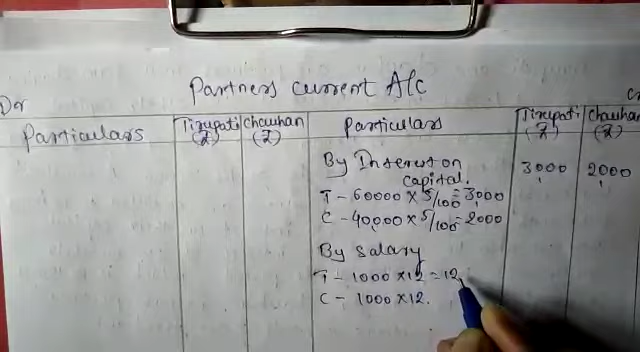 Partners current A/c
Dr
Cr
Particulars Tirupati (₹) Chauhan (₹) Particulars Tirupati (₹) Chauhan (₹)
By Interest on capital. 3000 2000
T - 60000 × 5/100 = 3000
C - 40000 × 5/100 = 2000
By Salary
T - 1000 × 12 = 12
C - 1000 × 12.